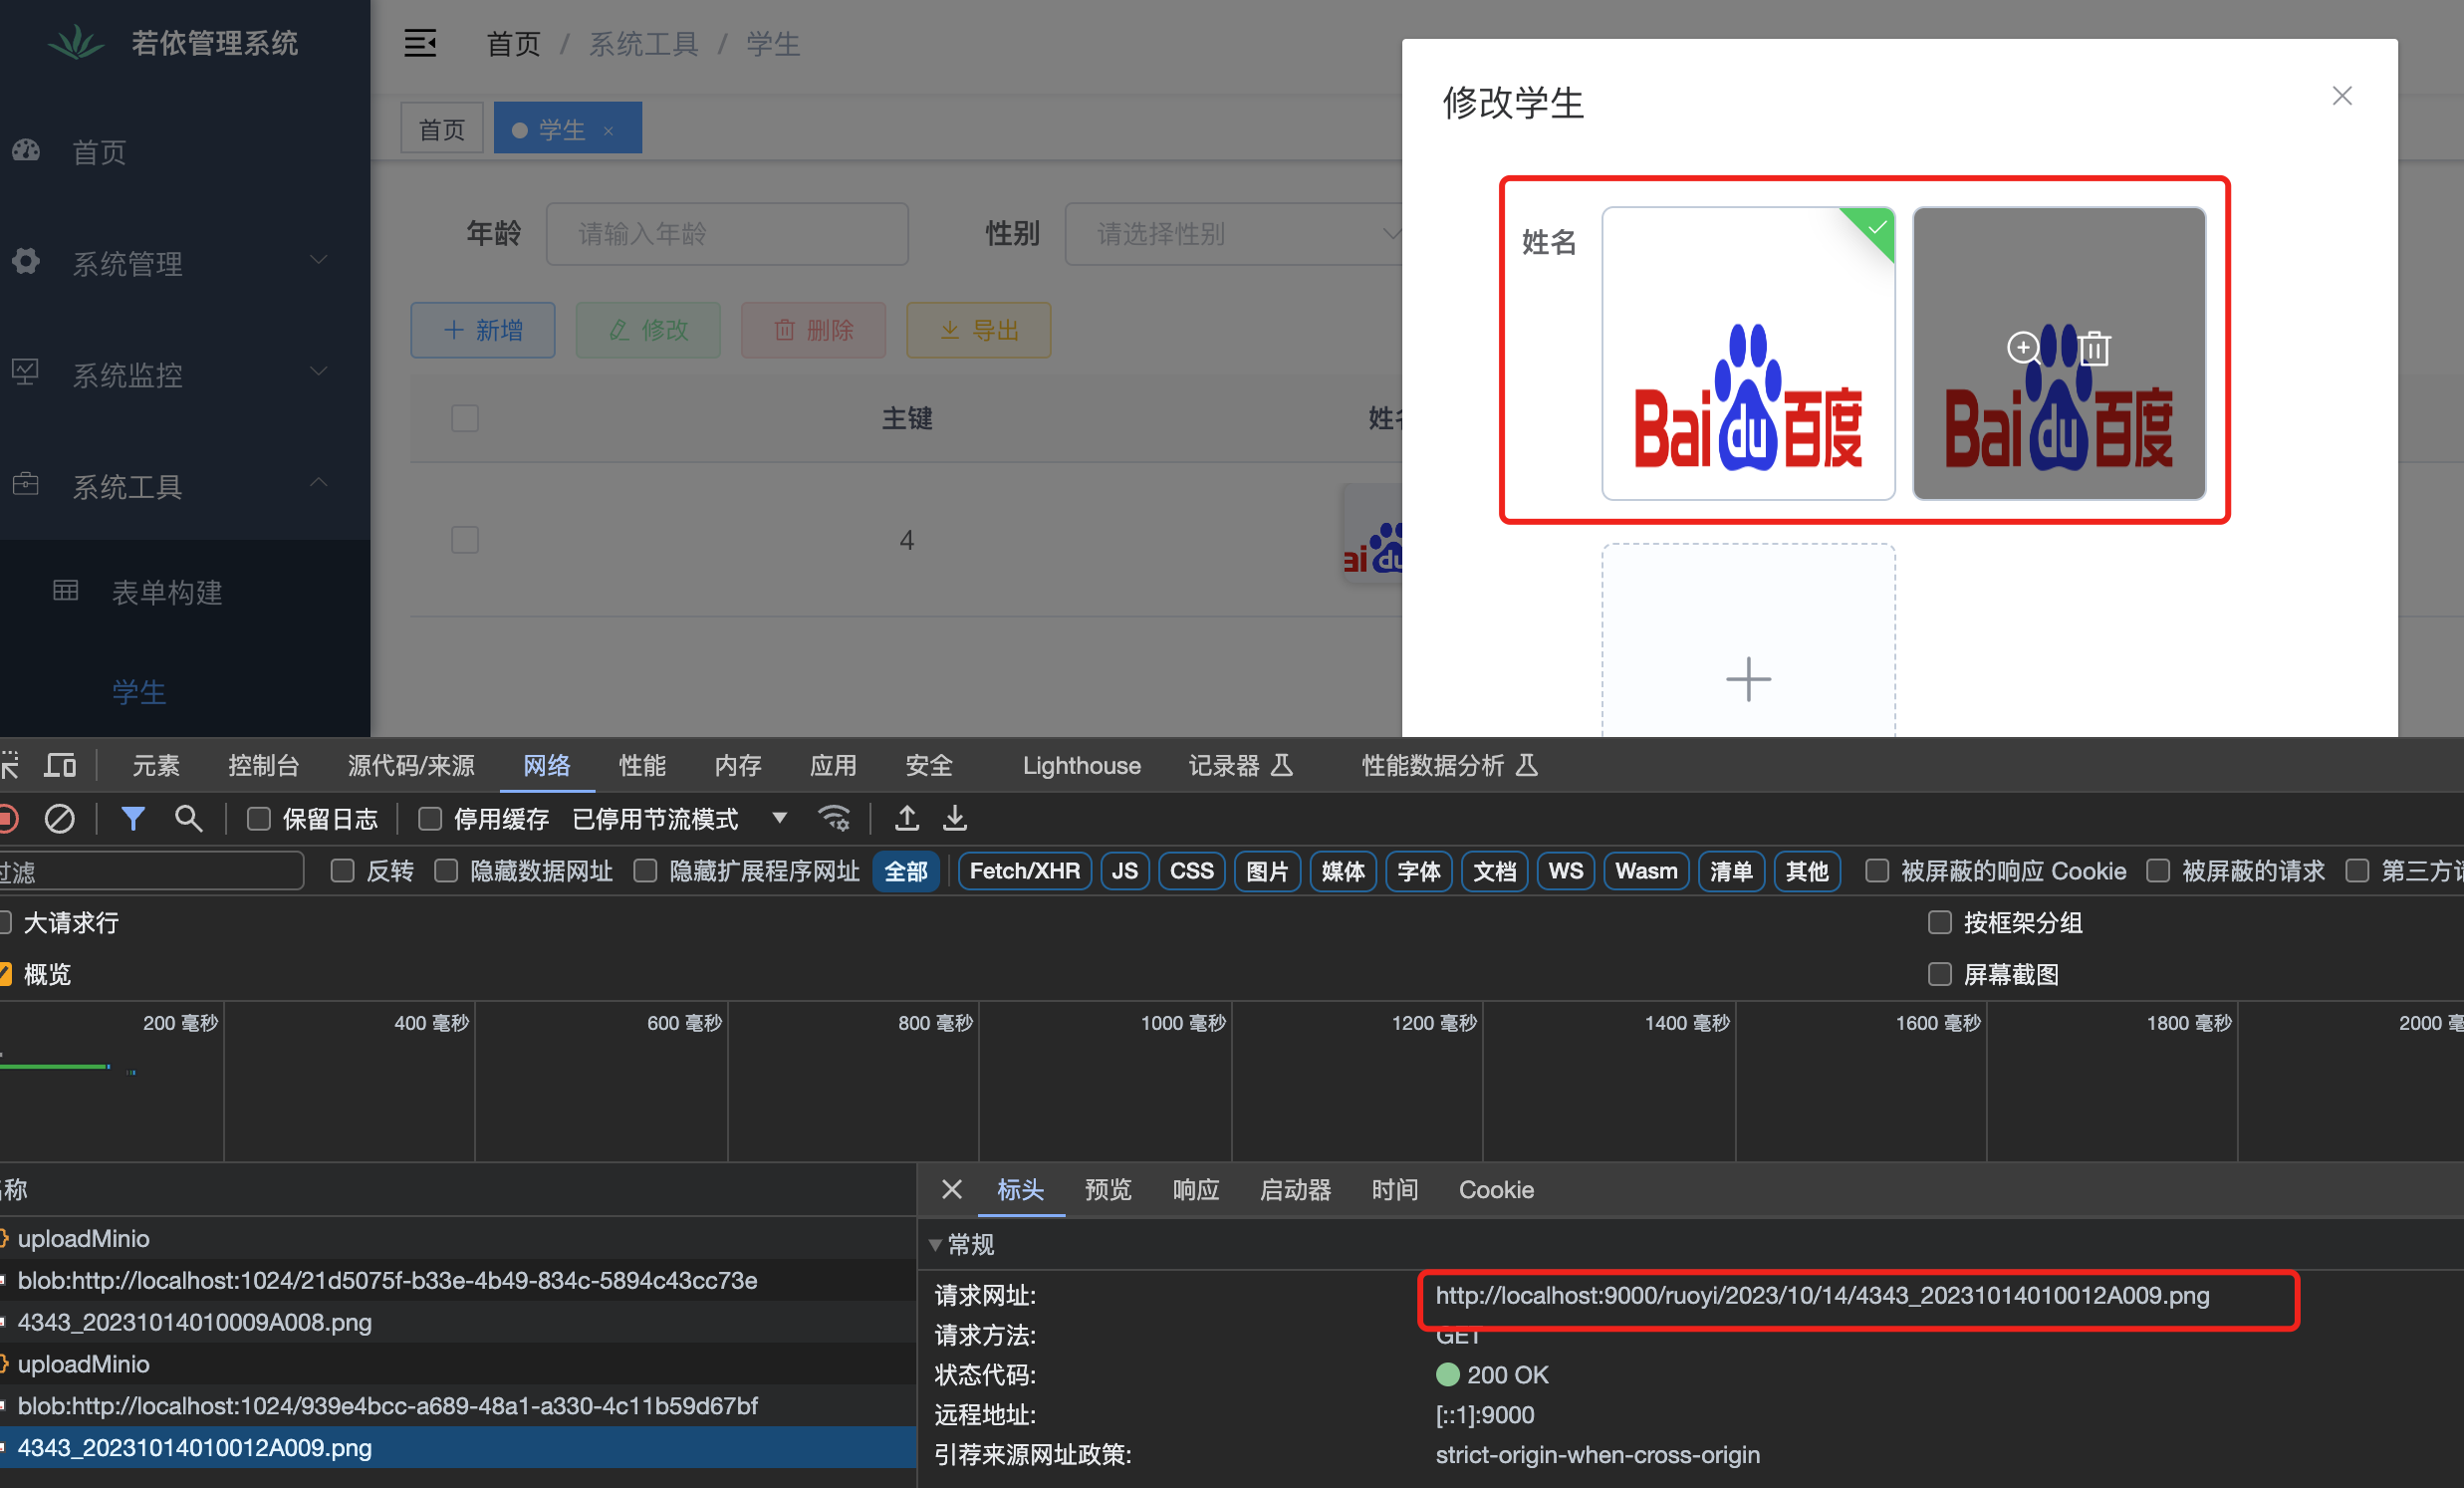 若依管理系统
首页
系统管理
系统监控
系统工具
表单构建
学生
首页 / 系统工具 / 学生
首页
学生 ×
年龄 请输入年龄 性别 请选择性别
新增 修改 删除 导出
主键
4
ai du
修改学生
姓名
Bai du 百度
Bai du 百度
元素 控制台 源代码/来源 网络 性能 内存 应用 安全 Lighthouse 记录器 性能数据分析
保留日志 停用缓存 已停用节流模式
过滤 反转 隐藏数据网址 隐藏扩展程序网址 全部 Fetch/XHR JS CSS 图片 媒体 字体 文档 WS Wasm 清单 其他 被屏蔽的响应 Cookie 被屏蔽的请求 第三方
大请求行 按框架分组
概览 屏幕截图
200 毫秒 400 毫秒 600 毫秒 800 毫秒 1000 毫秒 1200 毫秒 1400 毫秒 1600 毫秒 1800 毫秒 2000 毫
称
uploadMinio
blob:http://localhost:1024/21d5075f-b33e-4b49-834c-5894c43cc73e
4343_20231014010009A008.png
uploadMinio
blob:http://localhost:1024/939e4bcc-a689-48a1-a330-4c11b59d67bf
4343_20231014010012A009.png
标头 预览 响应 启动器 时间 Cookie
常规
请求网址: http://localhost:9000/ruoyi/2023/10/14/4343_20231014010012A009.png
请求方法: GET
状态代码: 200 OK
远程地址: [::1]:9000
引荐来源网址政策: strict-origin-when-cross-origin